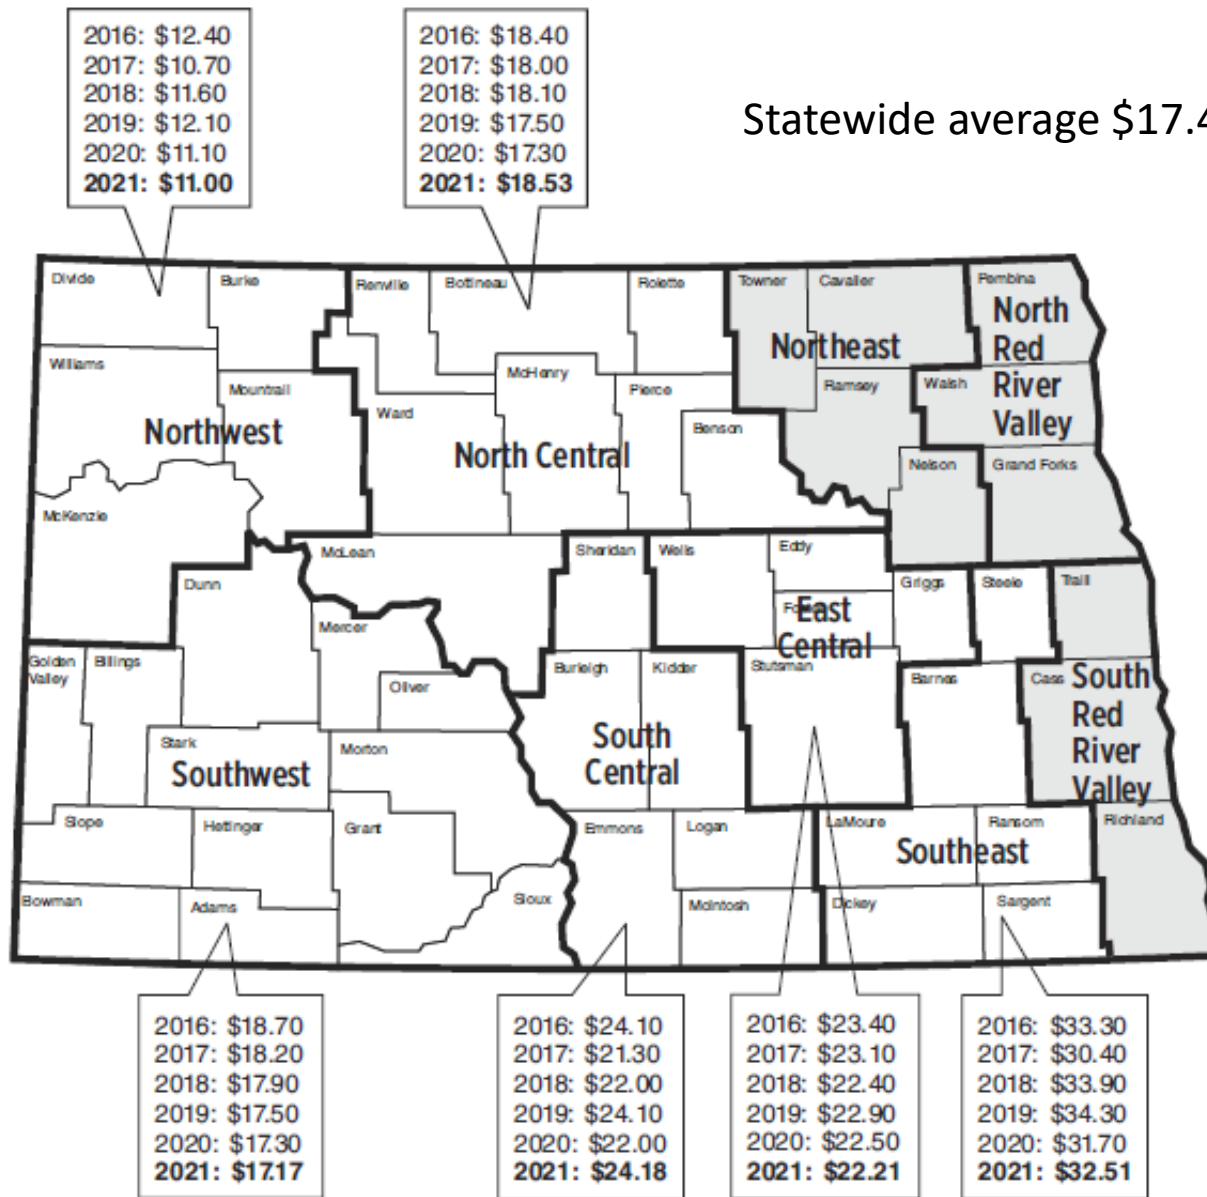 2016: $12.40
2017: $10.70
2018: $11.60
2019: $12.10
2020: $11.10
2021: $11.00
2016: $18.40
2017: $18.00
2018: $18.10
2019: $17.50
2020: $17.30
2021: $18.53
Statewide average $17.4
Divide
Burke
Renville
Bottineau
Rolette
Towner
Cavalier
Pembina
North
Red
River
Valley
Northeast
Williams
Mountrail
McHenry
Pierce
Ramsey
Walsh
Ward
Benson
Northwest
North Central
Nelson
Grand Forks
McKenzie
McLean
Sheridan
Wells
Eddy
Dunn
Griggs
Steele
Traill
East
Central
Mercer
Golden
Valley
Billings
Oliver
Burleigh
Kidder
Stutsman
Barnes
Cass
South
Red
River
Valley
Stark
Morton
Southwest
South
Central
Slope
Hettinger
Grant
Emmons
Logan
LaMoure
Ransom
Richland
Southeast
Bowman
Adams
Sioux
McIntosh
Dickey
Sargent
2016: $18.70
2017: $18.20
2018: $17.90
2019: $17.50
2020: $17.30
2021: $17.17
2016: $24.10
2017: $21.30
2018: $22.00
2019: $24.10
2020: $22.00
2021: $24.18
2016: $23.40
2017: $23.10
2018: $22.40
2019: $22.90
2020: $22.50
2021: $22.21
2016: $33.30
2017: $30.40
2018: $33.90
2019: $34.30
2020: $31.70
2021: $32.51